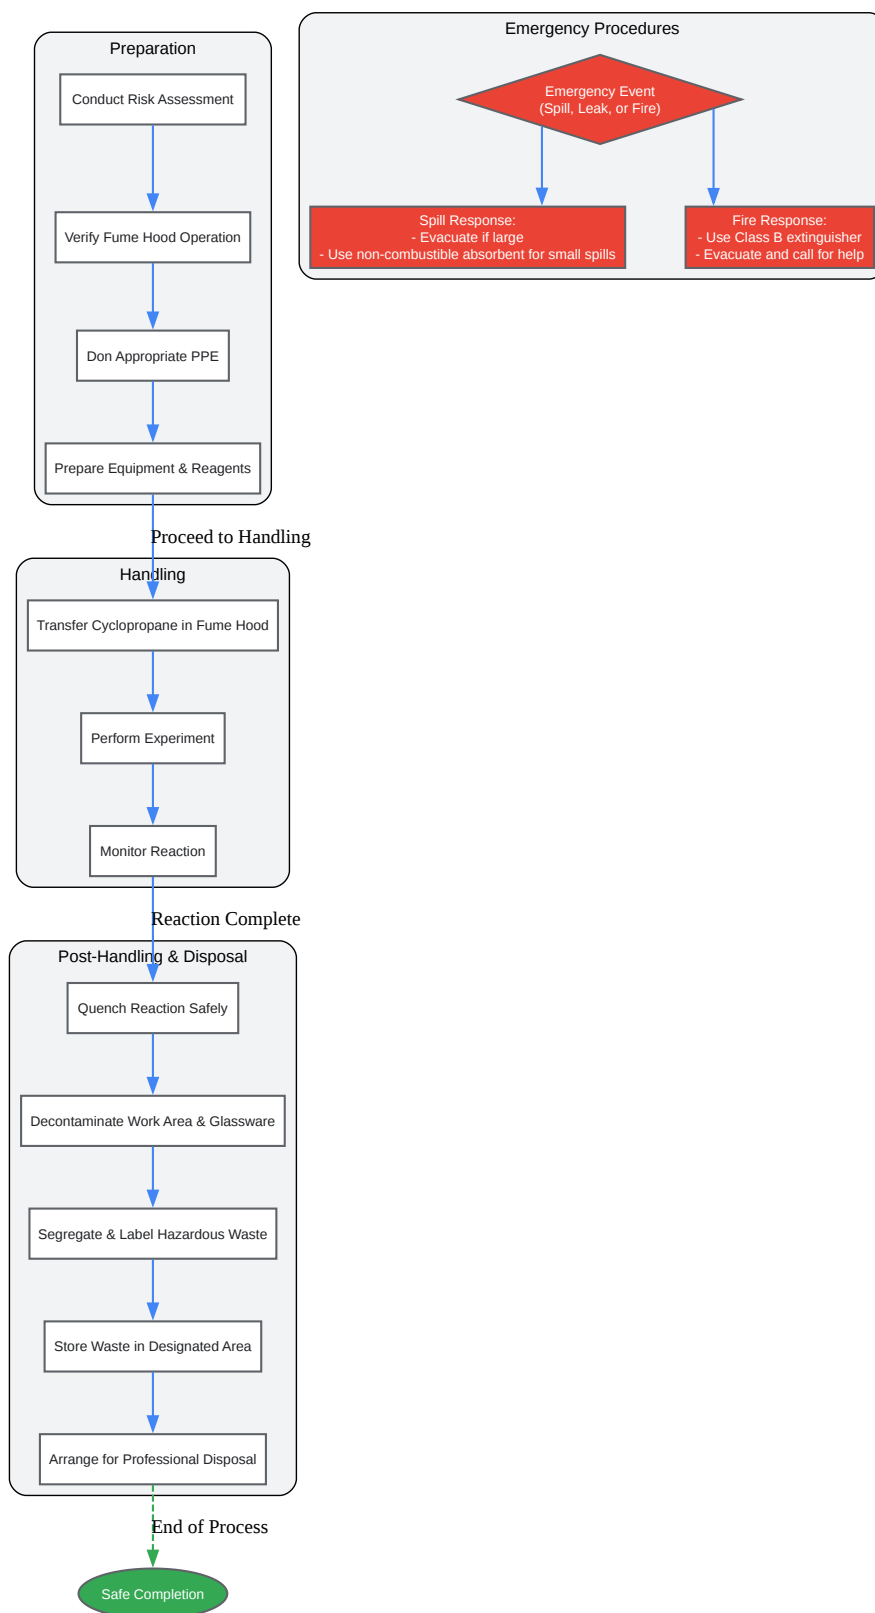 Preparation
Conduct Risk Assessment
Verify Fume Hood Operation
Don Appropriate PPE
Prepare Equipment & Reagents
Proceed to Handling
Handling
Transfer Cyclopropane in Fume Hood
Perform Experiment
Monitor Reaction
Reaction Complete
Post-Handling & Disposal
Quench Reaction Safely
Decontaminate Work Area & Glassware
Segregate & Label Hazardous Waste
Store Waste in Designated Area
Arrange for Professional Disposal
End of Process
Safe Completion
Emergency Procedures
Emergency Event
(Spill, Leak, or Fire)
Spill Response:
- Evacuate if large
- Use non-combustible absorbent for small spills
Fire Response:
- Use Class B extinguisher
- Evacuate and call for help